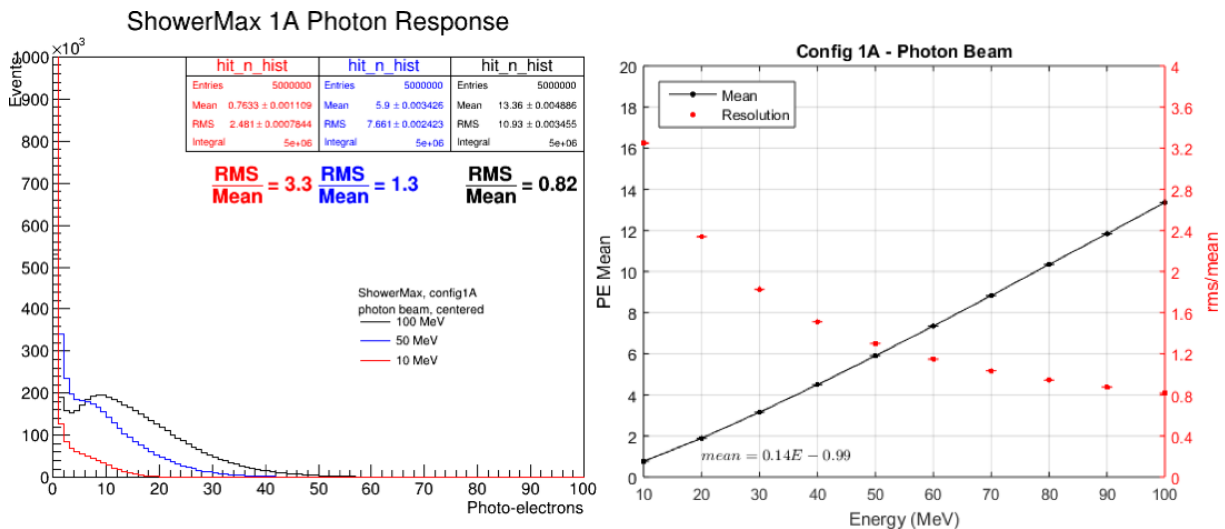 ShowerMax 1A Photon Response
×10³
Events
1000
900
800
700
600
500
400
300
200
100
0
0 10 20 30 40 50 60 70 80 90 100
Photo-electrons
hit_n_hist
Entries 5000000
Mean 0.7633 ± 0.001109
RMS 2.481 ± 0.0007844
Integral 5e+06
hit_n_hist
Entries 5000000
Mean 5.9 ± 0.003426
RMS 7.661 ± 0.002423
Integral 5e+06
hit_n_hist
Entries 5000000
Mean 13.36 ± 0.004886
RMS 10.93 ± 0.003455
Integral 5e+06
RMS
Mean = 3.3
RMS
Mean = 1.3
RMS
Mean = 0.82
ShowerMax, config1A
photon beam, centered
100 MeV
50 MeV
10 MeV
Config 1A - Photon Beam
Mean
Resolution
PE Mean
20
18
16
14
12
10
8
6
4
2
0
mean = 0.14E − 0.99
10 20 30 40 50 60 70 80 90 100
Energy (MeV)
4
3.6
3.2
2.8
2.4
2
1.6
1.2
0.8
0.4
0
rms/mean